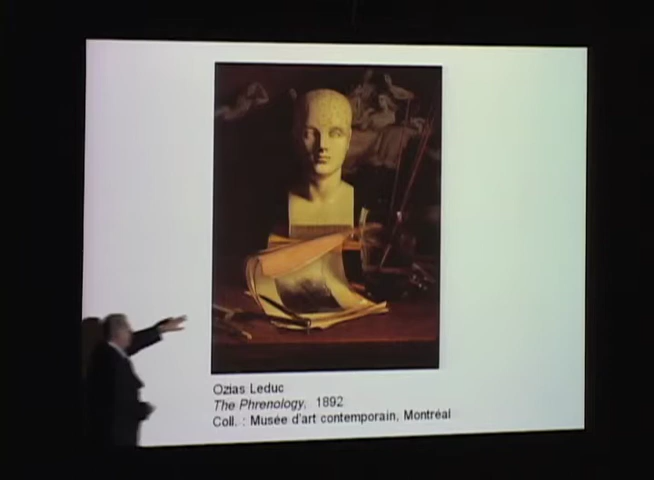 Ozias Leduc
The Phrenology, 1892
Coll. : Musée d'art contemporain, Montréal